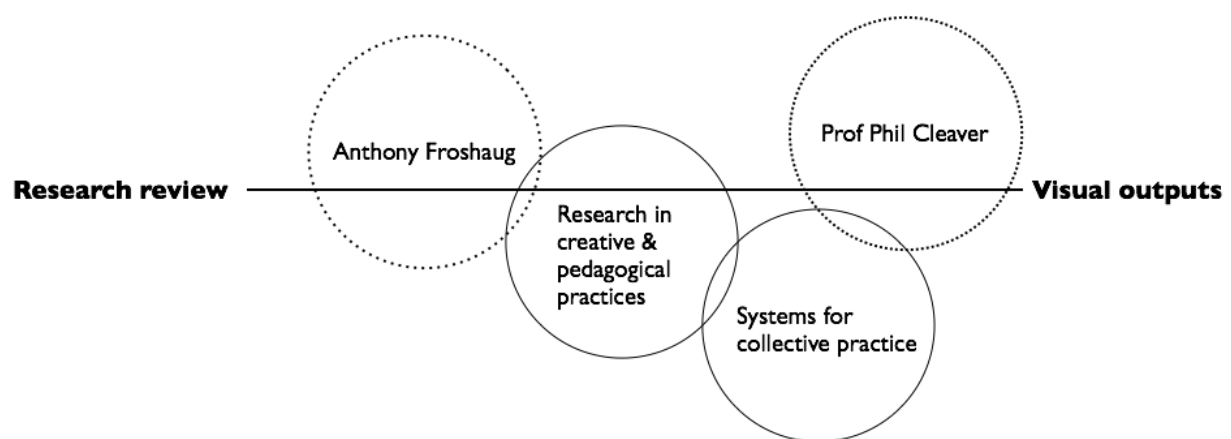 Prof Phil Cleaver
Anthony Froshaug
Research review
Visual outputs
Research in
creative &
pedagogical
practices
Systems for
collective practice